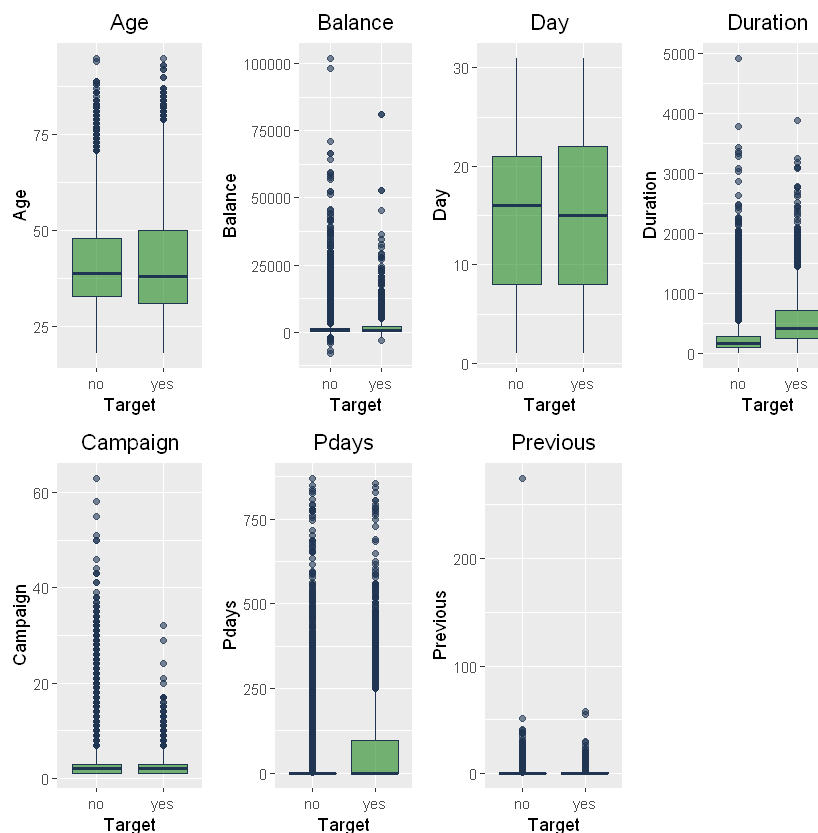 Age
Balance
Day
Duration
75
50
25
Age
no
yes
Target
100000
75000
50000
25000
0
Balance
no
yes
Target
30
20
10
0
Day
no
yes
Target
5000
4000
3000
2000
1000
0
Duration
no
yes
Target
Campaign
Pdays
Previous
60
40
20
0
Campaign
no
yes
Target
750
500
250
0
Pdays
no
yes
Target
200
100
0
Previous
no
yes
Target